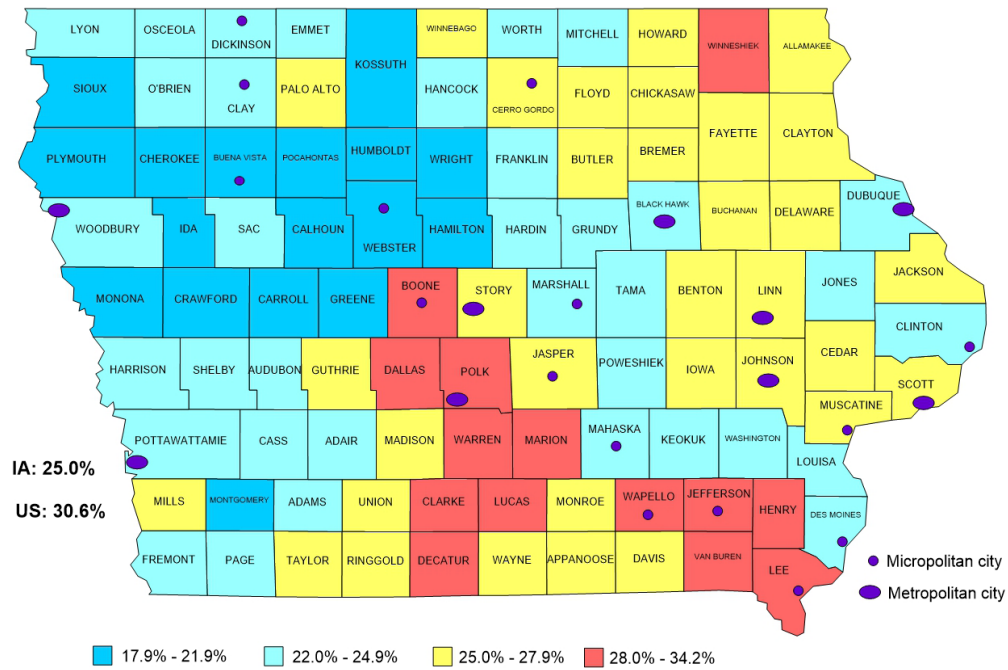 LYON OSCEOLA DICKINSON EMMET WINNEBAGO WORTH MITCHELL HOWARD WINNESHIEK ALLAMAKEE
KOSSUTH
SIOUX O'BRIEN CLAY PALO ALTO HANCOCK CERRO GORDO FLOYD CHICKASAW
FAYETTE CLAYTON
PLYMOUTH CHEROKEE BUENA VISTA POCAHONTAS HUMBOLDT WRIGHT FRANKLIN BUTLER BREMER
WOODBURY IDA SAC CALHOUN WEBSTER HAMILTON HARDIN GRUNDY BLACK HAWK BUCHANAN DELAWARE DUBUQUE
MONONA CRAWFORD CARROLL GREENE BOONE STORY MARSHALL TAMA BENTON LINN JONES JACKSON
CLINTON
HARRISON SHELBY AUDUBON GUTHRIE DALLAS POLK JASPER POWESHIEK IOWA JOHNSON CEDAR SCOTT
MUSCATINE
POTTAWATTAMIE CASS ADAIR MADISON WARREN MARION MAHASKA KEOKUK WASHINGTON LOUISA
IA: 25.0%
US: 30.6%
MILLS MONTGOMERY ADAMS UNION CLARKE LUCAS MONROE WAPELLO JEFFERSON HENRY DES MOINES
FREMONT PAGE TAYLOR RINGGOLD DECATUR WAYNE APPANOOSE DAVIS VAN BUREN LEE
Micropolitan city
Metropolitan city
17.9% - 21.9% 22.0% - 24.9% 25.0% - 27.9% 28.0% - 34.2%